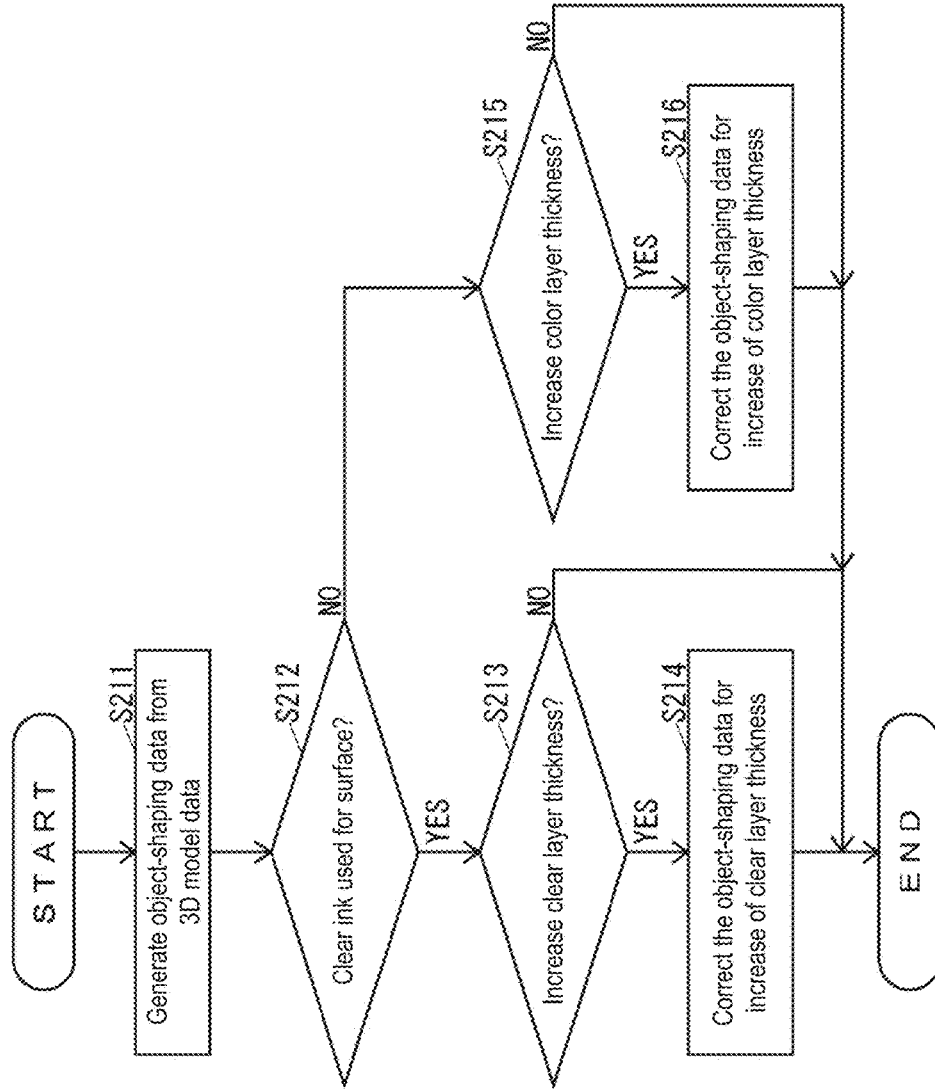 START
S211
Generate object-shaping data from
3D model data
S212
Clear ink used for surface?
NO
YES
S213
Increase clear layer thickness?
NO
YES
S214
Correct the object-shaping data for
increase of clear layer thickness
S215
Increase color layer thickness?
NO
YES
S216
Correct the object-shaping data for
increase of color layer thickness
END